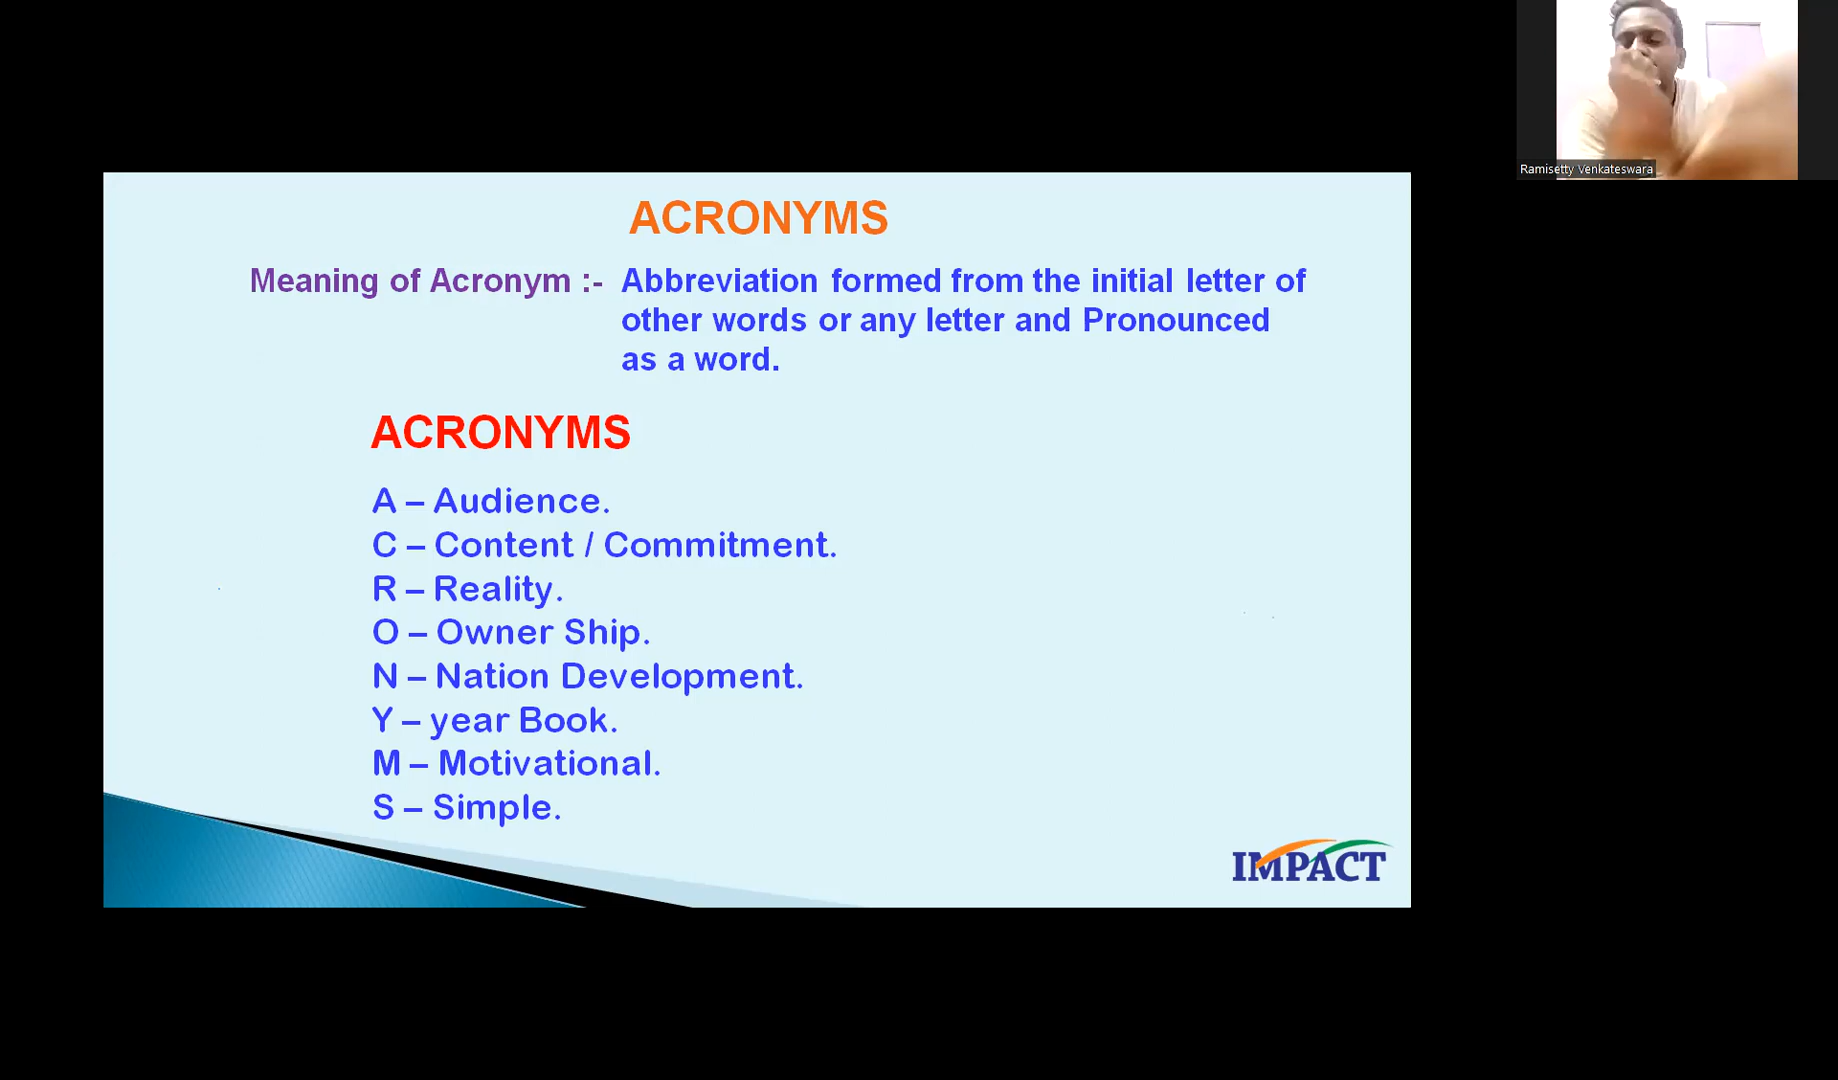 Ramisetty Venkateswara
ACRONYMS
Meaning of Acronym :- Abbreviation formed from the initial letter of
other words or any letter and Pronounced
as a word.
ACRONYMS
A – Audience.
C – Content / Commitment.
R – Reality.
O – Owner Ship.
N – Nation Development.
Y – year Book.
M – Motivational.
S – Simple.
IMPACT